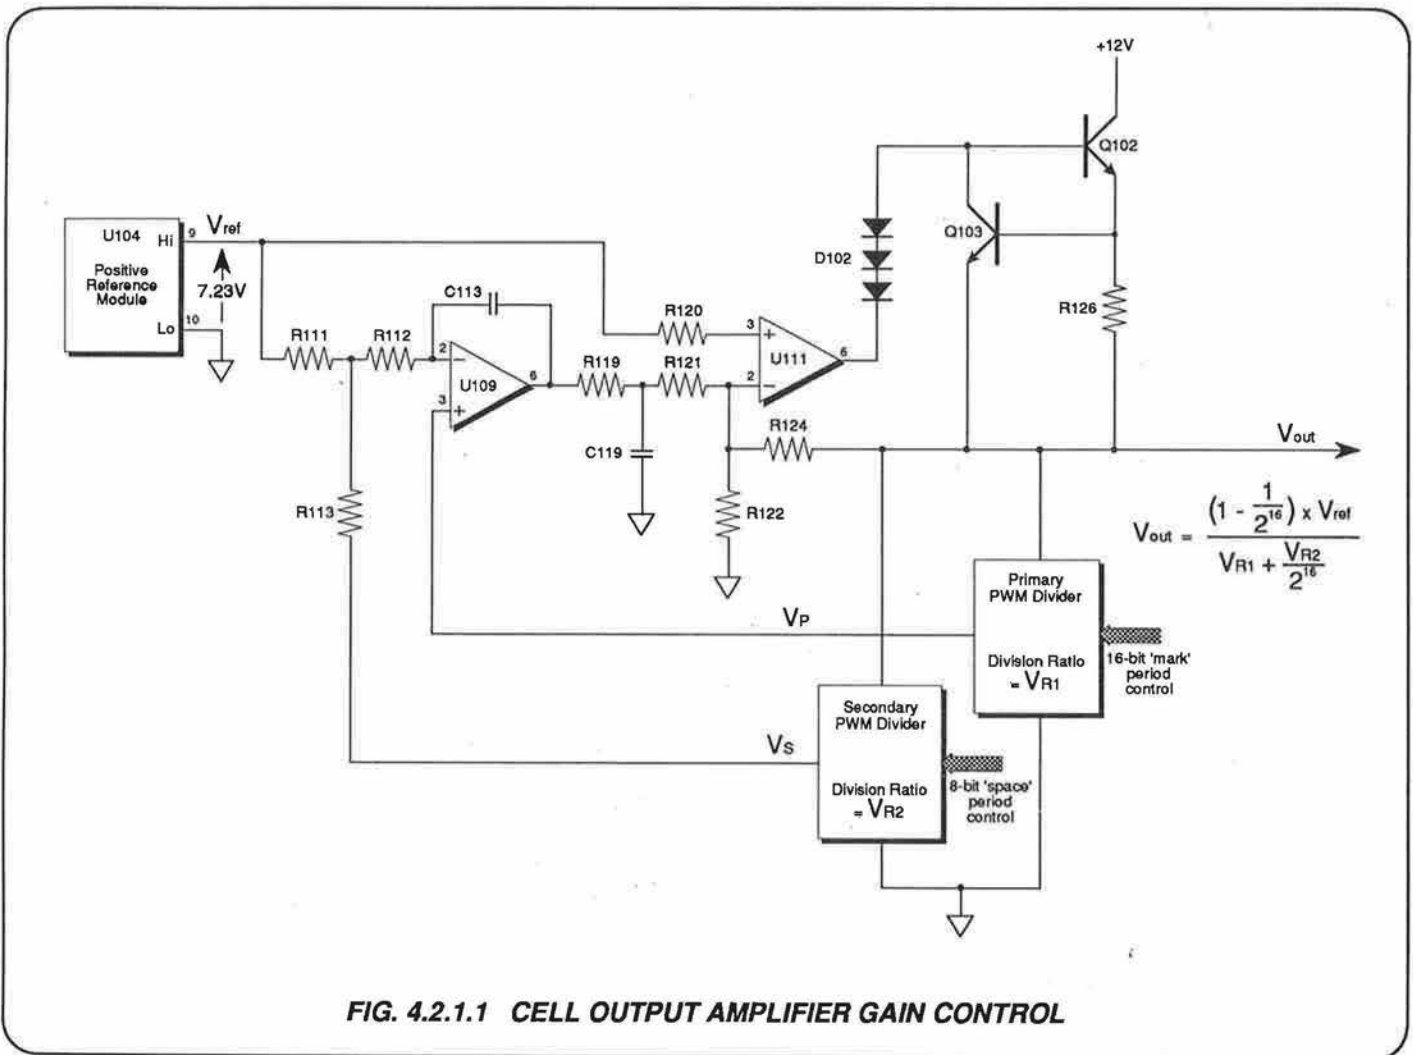 +12V
Q102
U104
Hi
9
Vref
Positive
Reference
Module
7.23V
Lo
10
Q103
D102
C113
R120
R126
R111
R112
2
−
U109
6
3
+
3
+
U111
6
2
−
R119
R121
C119
R124
Vout
R113
R122
Vout = (1 - 1/2^16) x Vref / VR1 + VR2/2^16
Primary
PWM Divider
Division Ratio
= VR1
VP
16-bit 'mark'
period
control
Secondary
PWM Divider
Division Ratio
= VR2
VS
8-bit 'space'
period
control
FIG. 4.2.1.1 CELL OUTPUT AMPLIFIER GAIN CONTROL